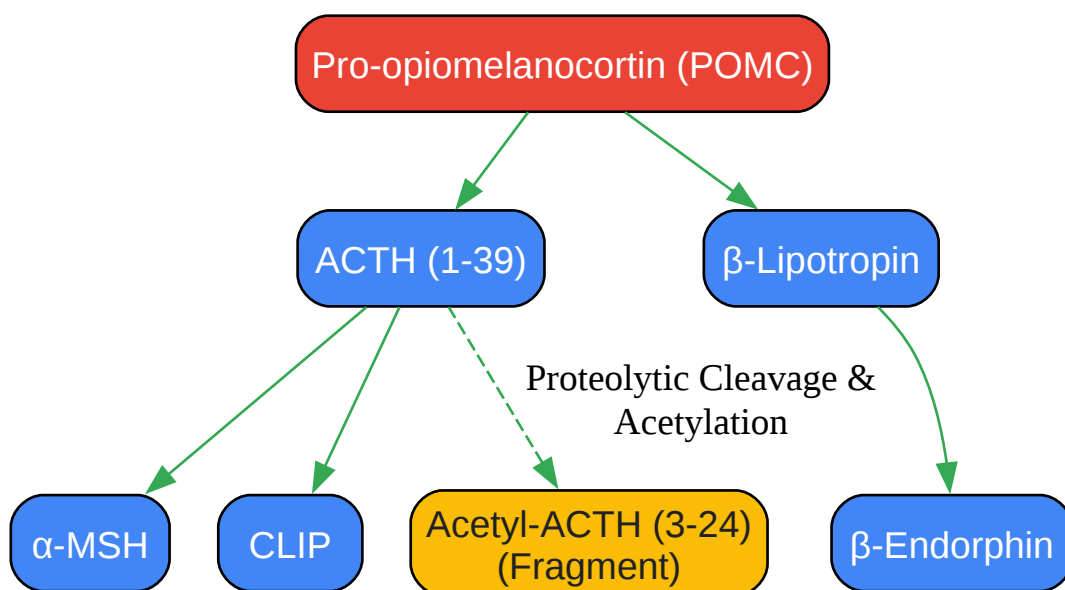 Pro-opiomelanocortin (POMC)
ACTH (1-39)
β-Lipotropin
Proteolytic Cleavage &
Acetylation
α-MSH
CLIP
Acetyl-ACTH (3-24)
(Fragment)
β-Endorphin